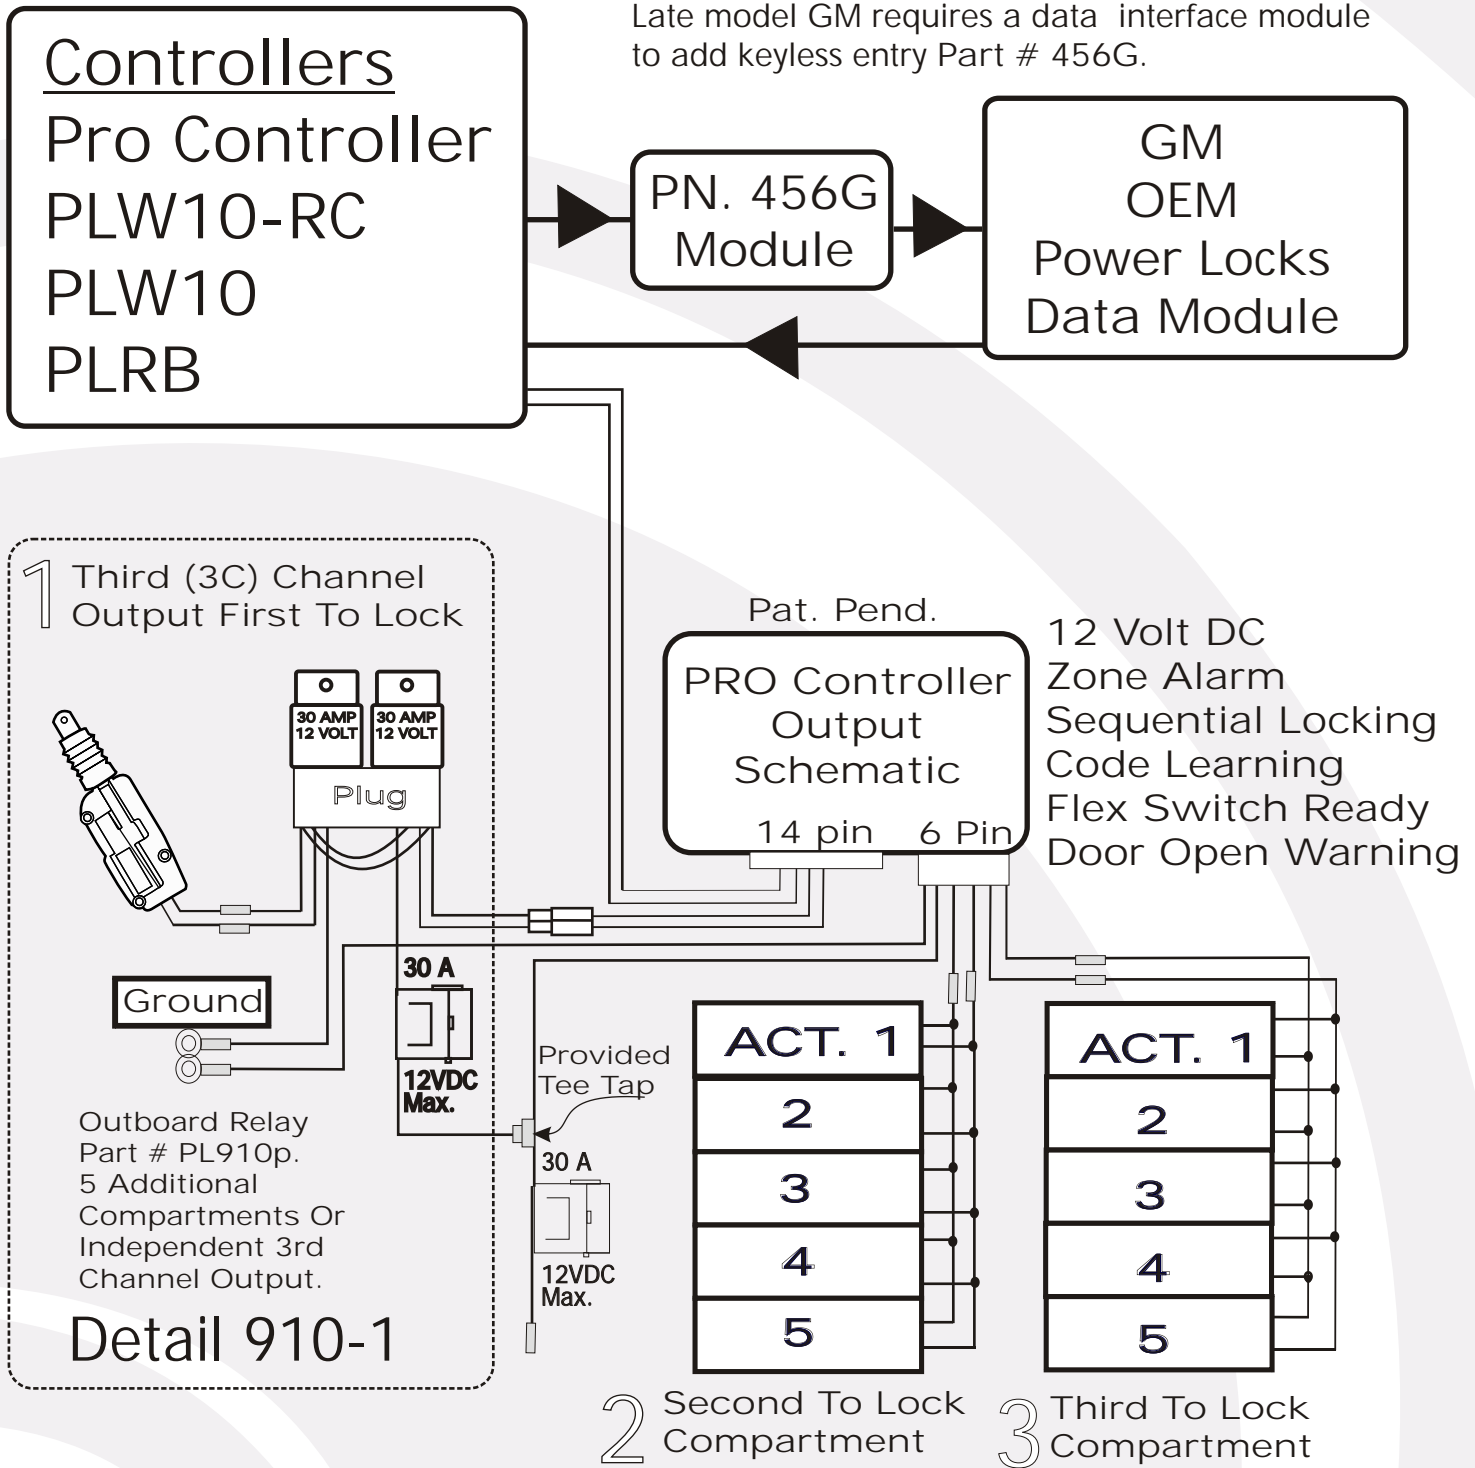 Late model GM requires a data interface module
to add keyless entry Part # 456G.
Controllers
Pro Controller
PLW10-RC
PLW10
PLRB
PN. 456G
Module
GM
OEM
Power Locks
Data Module
1 Third (3C) Channel
Output First To Lock
30 AMP
12 VOLT
30 AMP
12 VOLT
Plug
Ground
30 A
12VDC
Max.
Outboard Relay
Part # PL910p.
5 Additional
Compartments Or
Independent 3rd
Channel Output.
Detail 910-1
Pat. Pend.
PRO Controller
Output
Schematic
14 pin
6 Pin
12 Volt DC
Zone Alarm
Sequential Locking
Code Learning
Flex Switch Ready
Door Open Warning
Provided
Tee Tap
30 A
12VDC
Max.
ACT. 1
2
3
4
5
2 Second To Lock
Compartment
ACT. 1
2
3
4
5
3 Third To Lock
Compartment